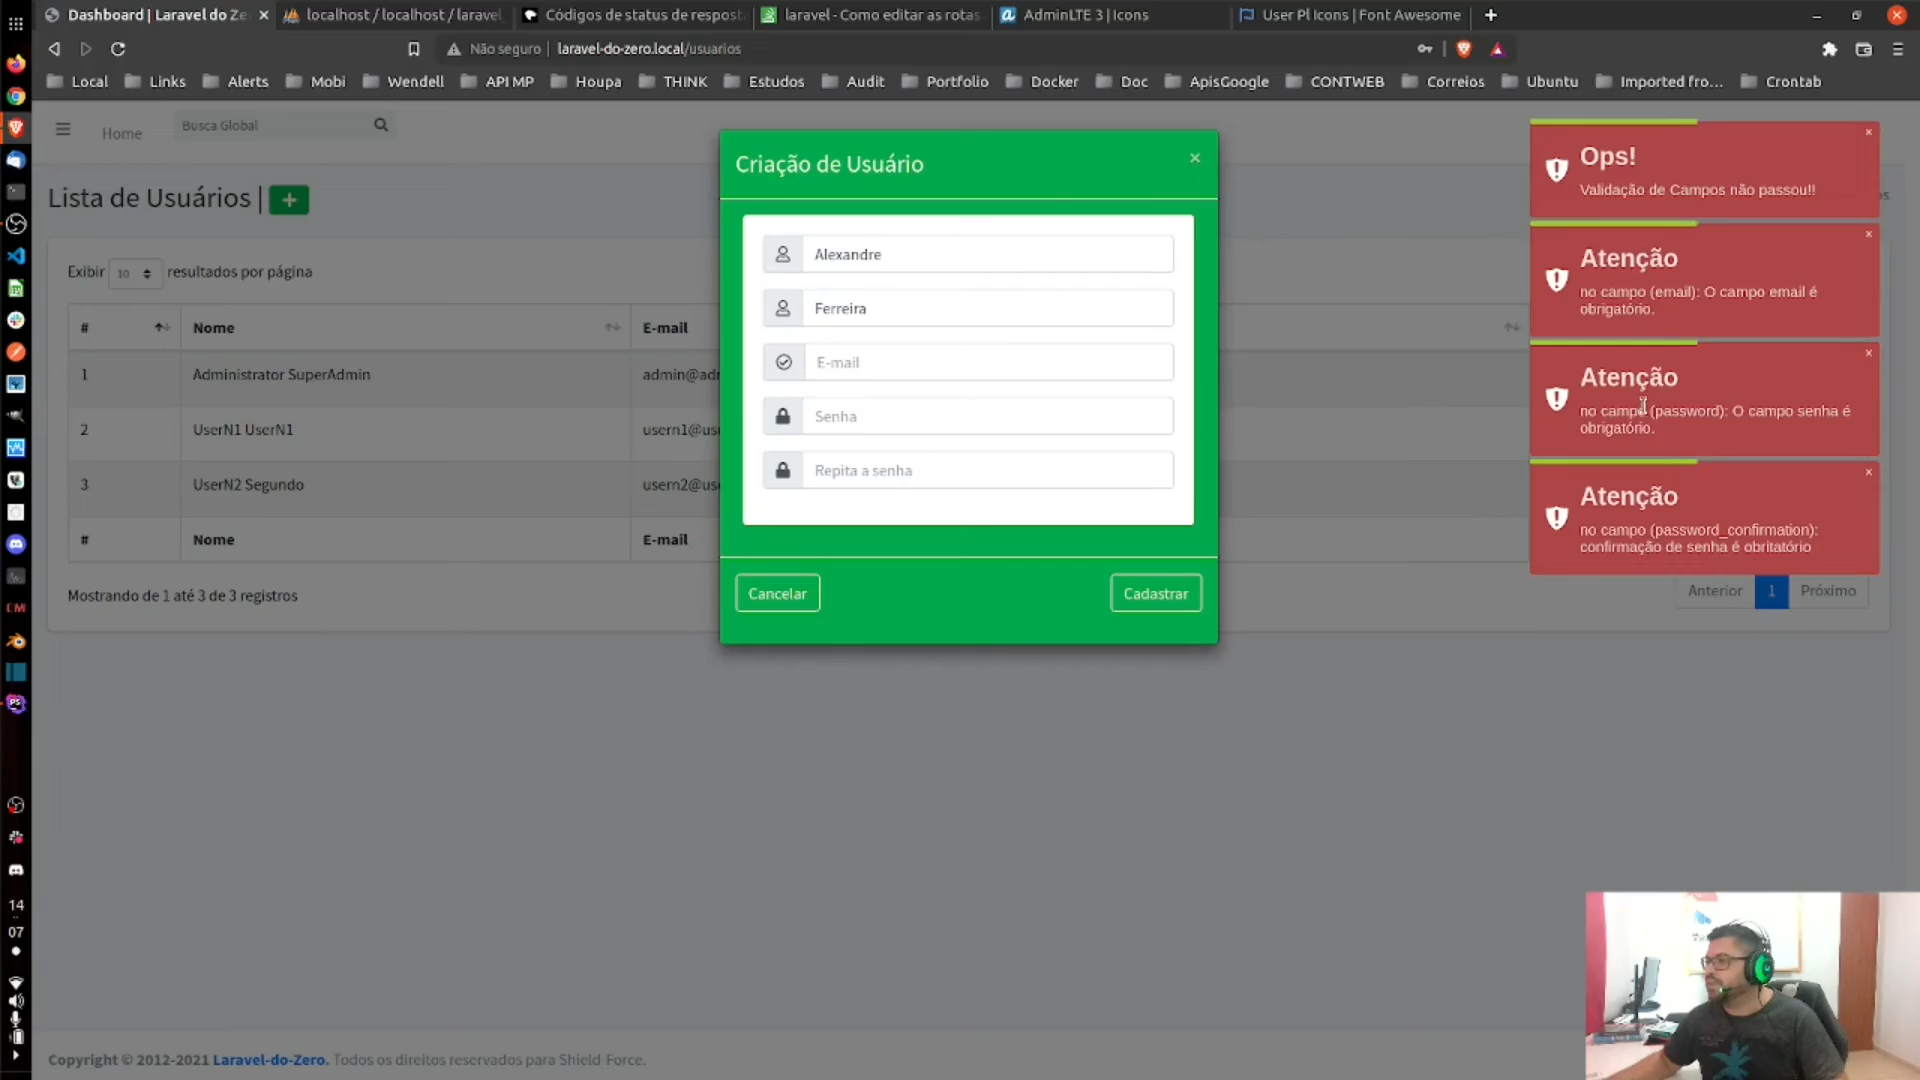 Dashboard | Laravel do Ze
localhost / localhost / laravel
Códigos de status de respost
laravel - Como editar as rotas
AdminLTE 3 | Icons
User Pl Icons | Font Awesome
Não seguro
laravel-do-zero.local/usuarios
Local
Links
Alerts
Mobi
Wendell
API MP
Houpa
THINK
Estudos
Audit
Portfolio
Docker
Doc
ApisGoogle
CONTWEB
Correios
Ubuntu
Imported fro...
Crontab
Home
Busca Global
Lista de Usuários | +
Exibir 10 resultados por página
# Nome E-mail
1 Administrator SuperAdmin admin@adr
2 UserN1 UserN1 usern1@us
3 UserN2 Segundo usern2@us
# Nome E-mail
Mostrando de 1 até 3 de 3 registros
Anterior 1 Próximo
Criação de Usuário
×
Alexandre
Ferreira
E-mail
Senha
Repita a senha
Cancelar
Cadastrar
Ops!
Validação de Campos não passou!!
Atenção
no campo (email): O campo email é
obrigatório.
Atenção
no campo (password): O campo senha é
obrigatório.
Atenção
no campo (password_confirmation):
confirmação de senha é obritatório
CM
PS
14
07
Copyright © 2012-2021 Laravel-do-Zero. Todos os direitos reservados para Shield Force.